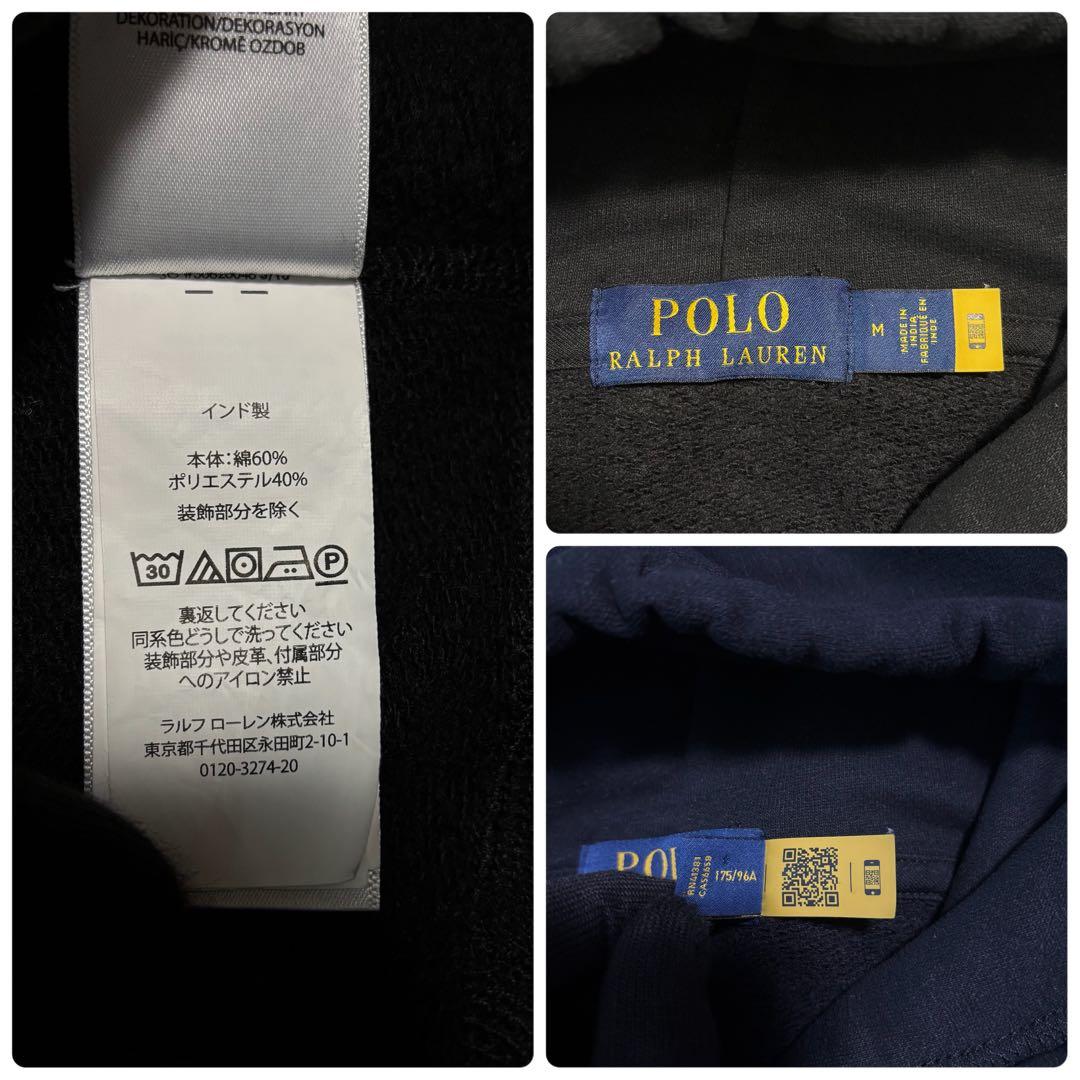 DEKORATION/DEKORASYON
HARIÇ/KROMĒ OZDOB
インド製
本体：綿60%
ポリエステル40%
装飾部分を除く
30
P
裏返してください
同系色どうしで洗ってください
装飾部分や皮革、付属部分
へのアイロン禁止
ラルフ ローレン株式会社
東京都千代田区永田町2-10-1
0120-3274-20
POLO
RALPH LAUREN
M
MADE IN
INDIA
FABRIQUÉ EN
INDE
POL
RN41381
CA56658
175/96A